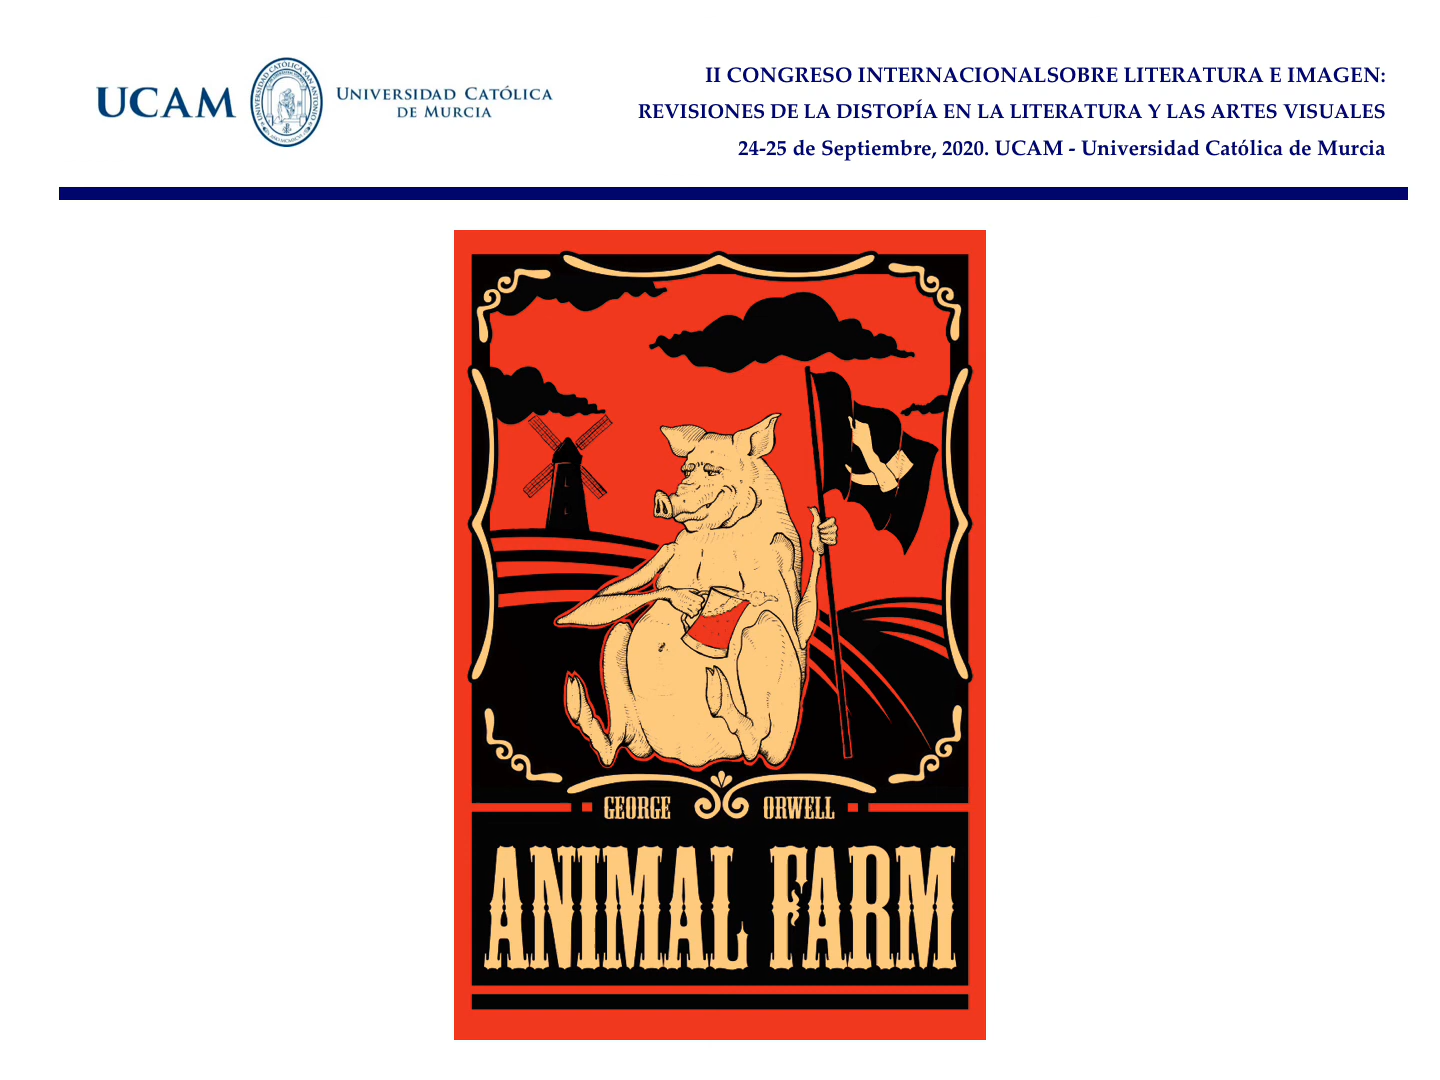 UCAM
UNIVERSIDAD CATÓLICA
DE MURCIA
II CONGRESO INTERNACIONALSOBRE LITERATURA E IMAGEN:
REVISIONES DE LA DISTOPÍA EN LA LITERATURA Y LAS ARTES VISUALES
24-25 de Septiembre, 2020. UCAM - Universidad Católica de Murcia
GEORGE ORWELL
ANIMAL FARM